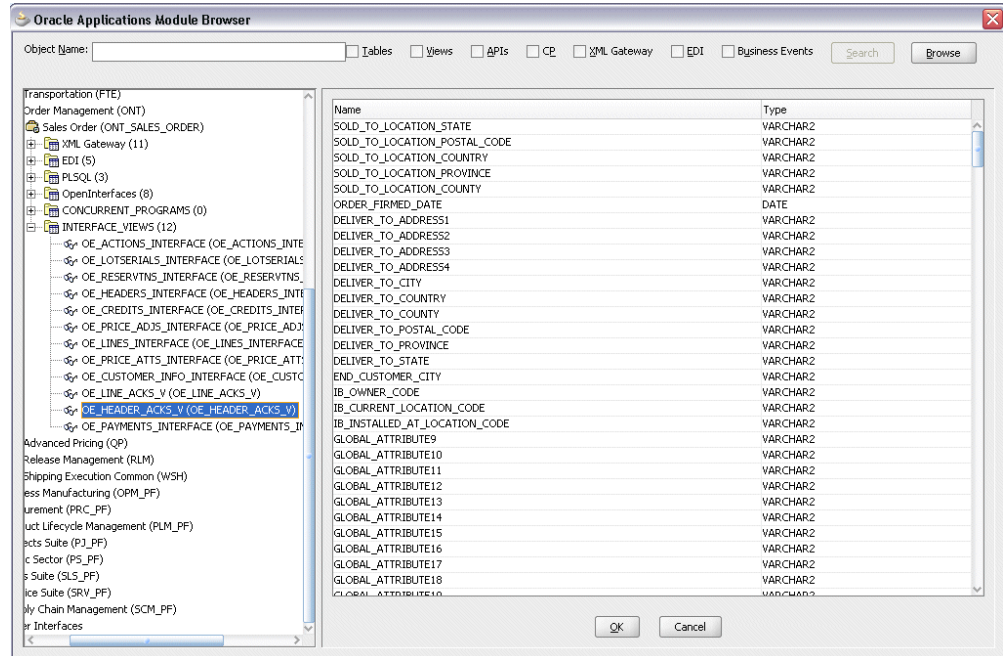 Oracle Applications Module Browser
Object Name: Tables Views APIs CP XML Gateway EDI Business Events Search Browse
Transportation (FTE)
Order Management (ONT)
Sales Order (ONT_SALES_ORDER)
XML Gateway (11)
EDI (5)
PLSQL (3)
OpenInterfaces (8)
CONCURRENT_PROGRAMS (0)
INTERFACE_VIEWS (12)
OE_ACTIONS_INTERFACE (OE_ACTIONS_INTE
OE_LOTSERIALS_INTERFACE (OE_LOTSERIALS
OE_RESERVTNS_INTERFACE (OE_RESERVTNS_
OE_HEADERS_INTERFACE (OE_HEADERS_INTE
OE_CREDITS_INTERFACE (OE_CREDITS_INTEF
OE_PRICE_ADJS_INTERFACE (OE_PRICE_ADJS
OE_LINES_INTERFACE (OE_LINES_INTERFACE
OE_PRICE_ATTS_INTERFACE (OE_PRICE_ATTS
OE_CUSTOMER_INFO_INTERFACE (OE_CUSTO
OE_LINE_ACKS_V (OE_LINE_ACKS_V)
OE_HEADER_ACKS_V (OE_HEADER_ACKS_V)
OE_PAYMENTS_INTERFACE (OE_PAYMENTS_IN
Advanced Pricing (QP)
Release Management (RLM)
Shipping Execution Common (WSH)
ess Manufacturing (OPM_PF)
urement (PRC_PF)
uct Lifecycle Management (PLM_PF)
ects Suite (PJ_PF)
c Sector (PS_PF)
s Suite (SLS_PF)
ice Suite (SRV_PF)
ly Chain Management (SCM_PF)
er Interfaces
Name Type
SOLD_TO_LOCATION_STATE VARCHAR2
SOLD_TO_LOCATION_POSTAL_CODE VARCHAR2
SOLD_TO_LOCATION_COUNTRY VARCHAR2
SOLD_TO_LOCATION_PROVINCE VARCHAR2
SOLD_TO_LOCATION_COUNTY VARCHAR2
ORDER_FIRMED_DATE DATE
DELIVER_TO_ADDRESS1 VARCHAR2
DELIVER_TO_ADDRESS2 VARCHAR2
DELIVER_TO_ADDRESS3 VARCHAR2
DELIVER_TO_ADDRESS4 VARCHAR2
DELIVER_TO_CITY VARCHAR2
DELIVER_TO_COUNTRY VARCHAR2
DELIVER_TO_COUNTY VARCHAR2
DELIVER_TO_POSTAL_CODE VARCHAR2
DELIVER_TO_PROVINCE VARCHAR2
DELIVER_TO_STATE VARCHAR2
END_CUSTOMER_CITY VARCHAR2
IB_OWNER_CODE VARCHAR2
IB_CURRENT_LOCATION_CODE VARCHAR2
IB_INSTALLED_AT_LOCATION_CODE VARCHAR2
GLOBAL_ATTRIBUTE9 VARCHAR2
GLOBAL_ATTRIBUTE10 VARCHAR2
GLOBAL_ATTRIBUTE11 VARCHAR2
GLOBAL_ATTRIBUTE12 VARCHAR2
GLOBAL_ATTRIBUTE13 VARCHAR2
GLOBAL_ATTRIBUTE14 VARCHAR2
GLOBAL_ATTRIBUTE15 VARCHAR2
GLOBAL_ATTRIBUTE16 VARCHAR2
GLOBAL_ATTRIBUTE17 VARCHAR2
GLOBAL_ATTRIBUTE18 VARCHAR2
GLOBAL_ATTRIBUTE19 VARCHAR2
OK Cancel